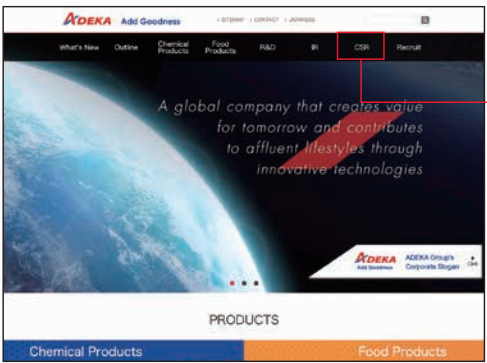 ADEKA Add Goodness
SITEMAP | CONTACT | JAPANESE
What's New Outline Chemical Products Food Products R&D IR CSR Recruit
A global company that creates value
for tomorrow and contributes
to affluent lifestyles through
innovative technologies
ADEKA Add Goodness
ADEKA Group's
Corporate Slogan
Click
PRODUCTS
Chemical Products Food Products